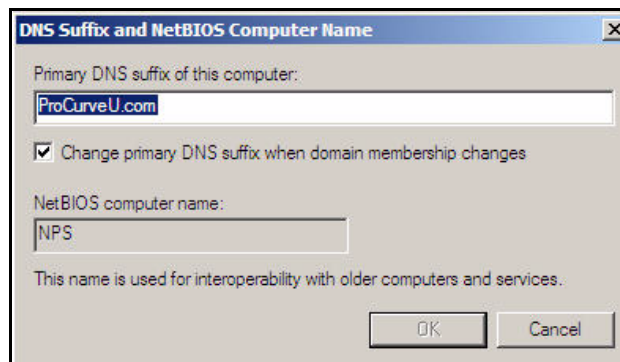 DNS Suffix and NetBIOS Computer Name
Primary DNS suffix of this computer:
ProCurveU.com
Change primary DNS suffix when domain membership changes
NetBIOS computer name:
NPS
This name is used for interoperability with older computers and services.
OK
Cancel